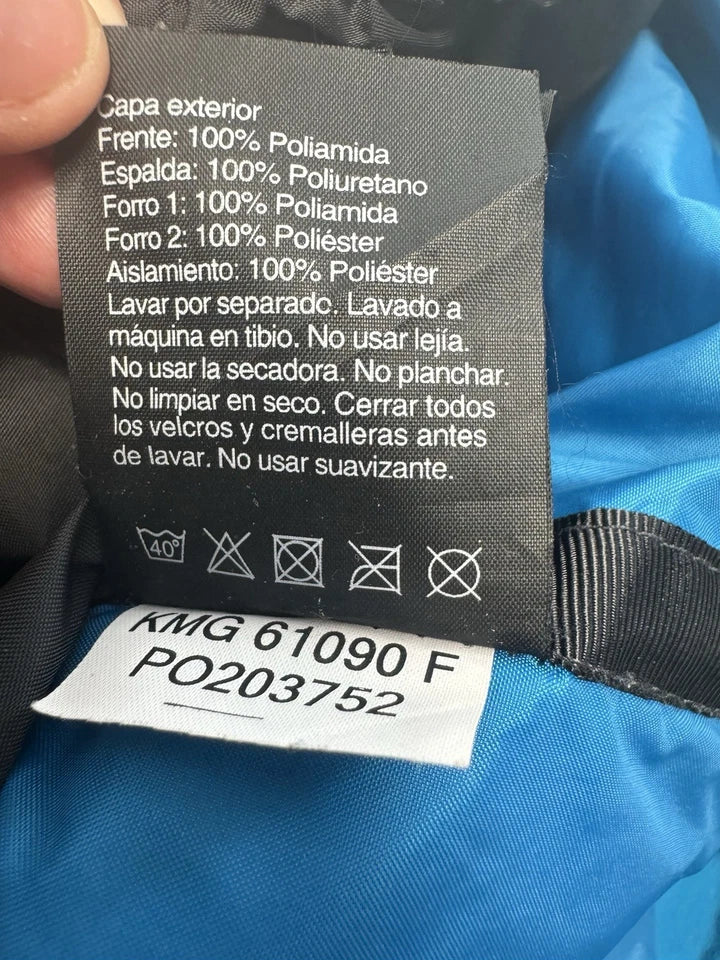 Capa exterior
Frente: 100% Poliamida
Espalda: 100% Poliuretano
Forro 1: 100% Poliamida
Forro 2: 100% Poliéster
Aislamiento: 100% Poliéster
Lavar por separado. Lavado a
máquina en tibio. No usar lejía.
No usar la secadora. No planchar.
No limpiar en seco. Cerrar todos
los velcros y cremalleras antes
de lavar. No usar suavizante.
40°
KMG 61090 F
PO203752